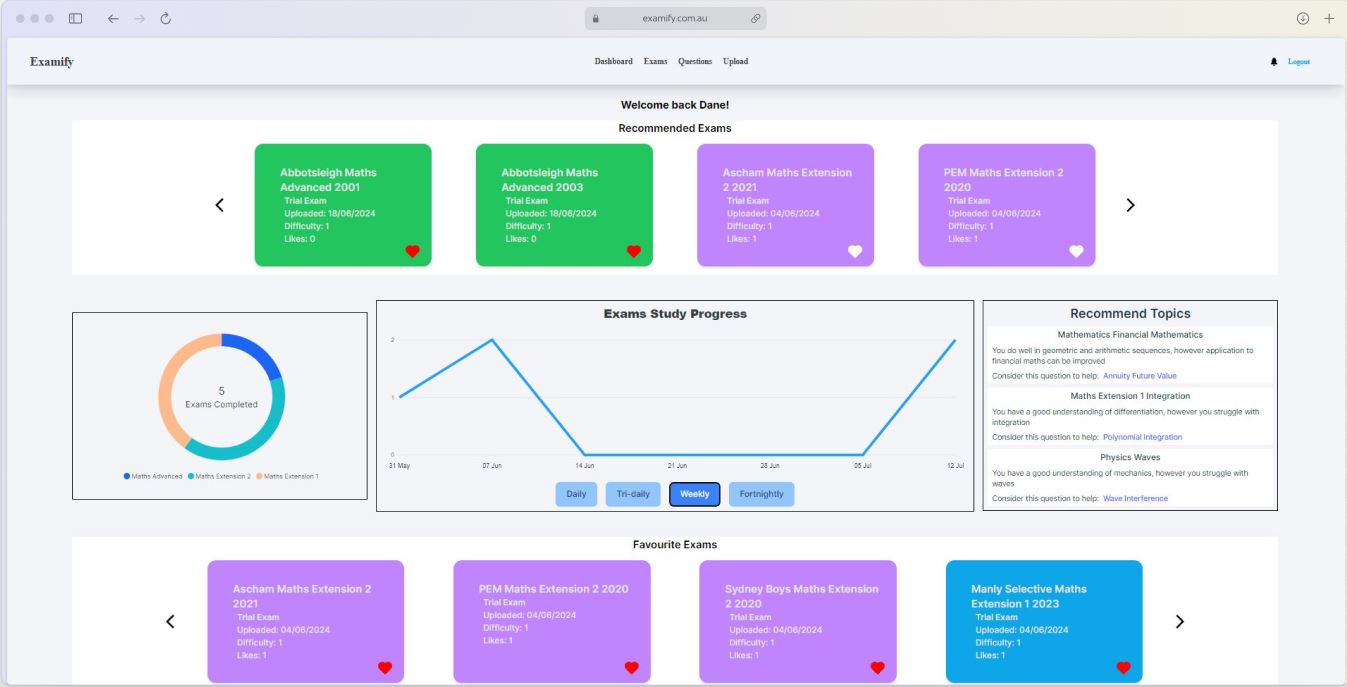 examify.com.au
Examify
Dashboard Exams Questions Upload
Logout
Welcome back Dane!
Recommended Exams
Abbotsleigh Maths
Advanced 2001
Trial Exam
Uploaded: 18/06/2024
Difficulty: 1
Likes: 0
Abbotsleigh Maths
Advanced 2003
Trial Exam
Uploaded: 18/06/2024
Difficulty: 1
Likes: 0
Ascham Maths Extension
2 2021
Trial Exam
Uploaded: 04/06/2024
Difficulty: 1
Likes: 1
PEM Maths Extension 2
2020
Trial Exam
Uploaded: 04/06/2024
Difficulty: 1
Likes: 1
5
Exams Completed
Maths Advanced Maths Extension 2 Maths Extension 1
Exams Study Progress
2
1
0
31 May 07 Jun 14 Jun 21 Jun 28 Jun 05 Jul 12 Jul
Daily Tri-daily Weekly Fortnightly
Recommend Topics
Mathematics Financial Mathematics
You do well in geometric and arithmetic sequences, however application to
financial maths can be improved
Consider this question to help: Annuity Future Value
Maths Extension 1 Integration
You have a good understanding of differentiation, however you struggle with
integration
Consider this question to help: Polynomial Integration
Physics Waves
You have a good understanding of mechanics, however you struggle with
waves
Consider this question to help: Wave Interference
Favourite Exams
Ascham Maths Extension 2
2021
Trial Exam
Uploaded: 04/06/2024
Difficulty: 1
Likes: 1
PEM Maths Extension 2 2020
Trial Exam
Uploaded: 04/06/2024
Difficulty: 1
Likes: 1
Sydney Boys Maths Extension
2 2020
Trial Exam
Uploaded: 04/06/2024
Difficulty: 1
Likes: 1
Manly Selective Maths
Extension 1 2023
Trial Exam
Uploaded: 04/06/2024
Difficulty: 1
Likes: 1